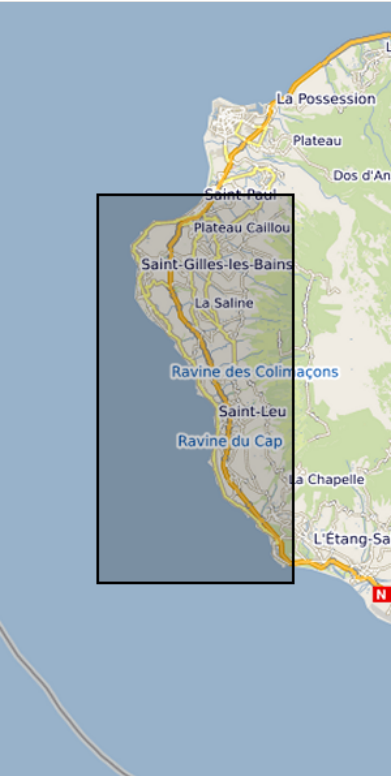 La Possession
Plateau
Dos d'An
Saint-Paul
Plateau Caillou
Saint-Gilles-les-Bains
La Saline
Ravine des Colimaçons
Saint-Leu
Ravine du Cap
La Chapelle
L'Étang-Sa
N